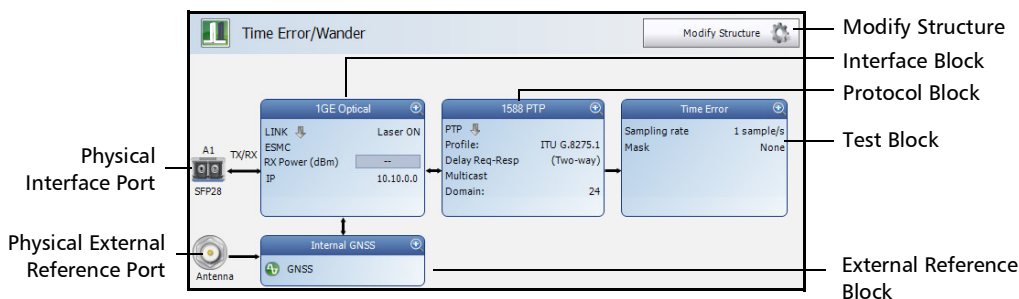 Time Error/Wander
Modify Structure
Modify Structure
Interface Block
Protocol Block
Test Block
External Reference
Block
Physical
Interface Port
Physical External
Reference Port
A1
TX/RX
SFP28
Antenna
1GE Optical
LINK Laser ON
ESMC
RX Power (dBm) --
IP 10.10.0.0
1588 PTP
PTP
Profile: ITU G.8275.1
Delay Req-Resp (Two-way)
Multicast
Domain: 24
Time Error
Sampling rate 1 sample/s
Mask None
Internal GNSS
GNSS